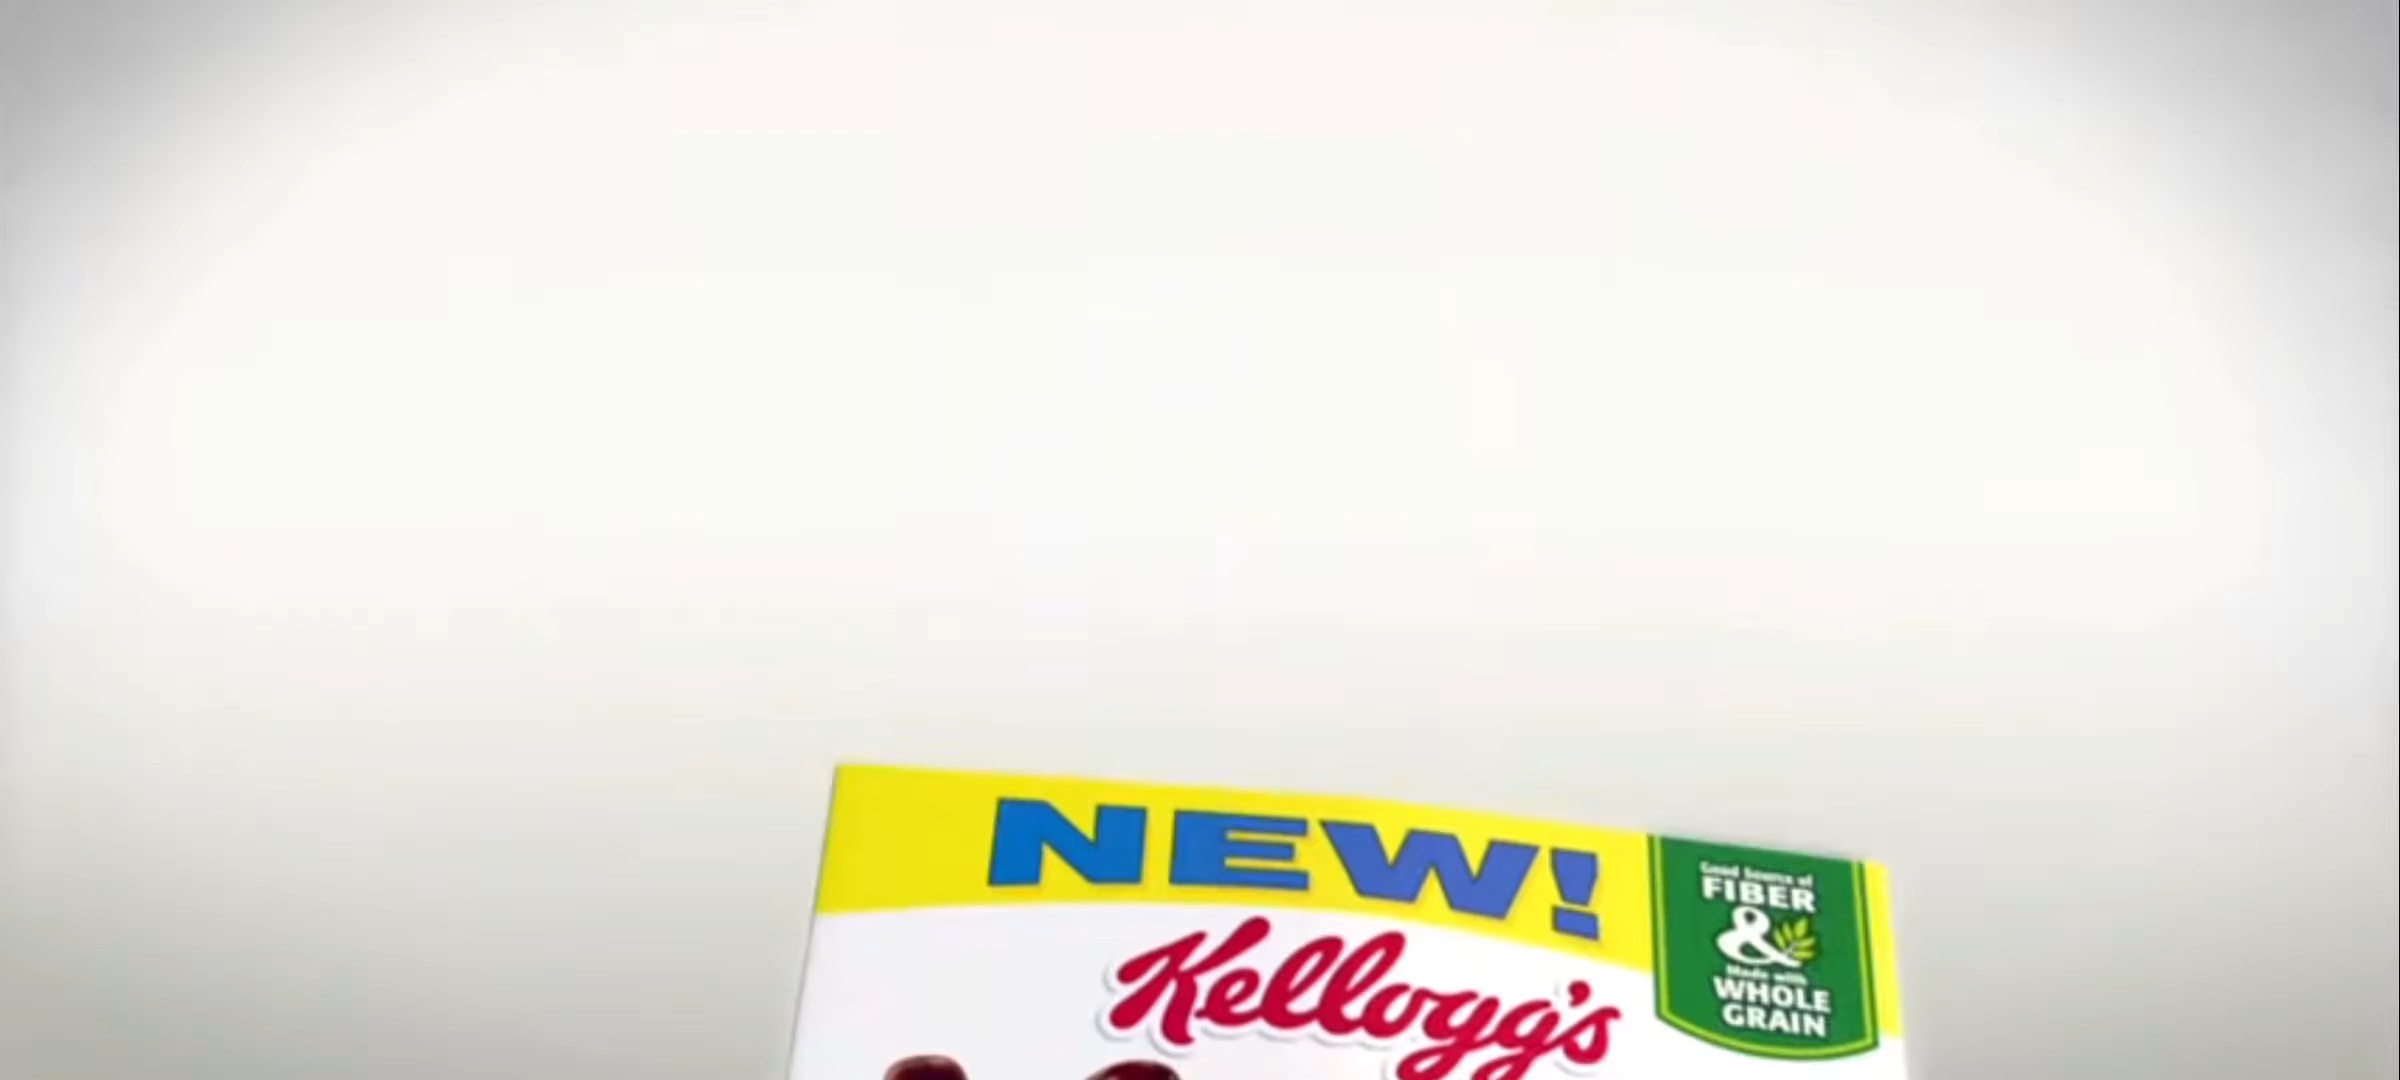 NEW!
Kellogg's
Good Source of
FIBER
&
Made with
WHOLE
GRAIN